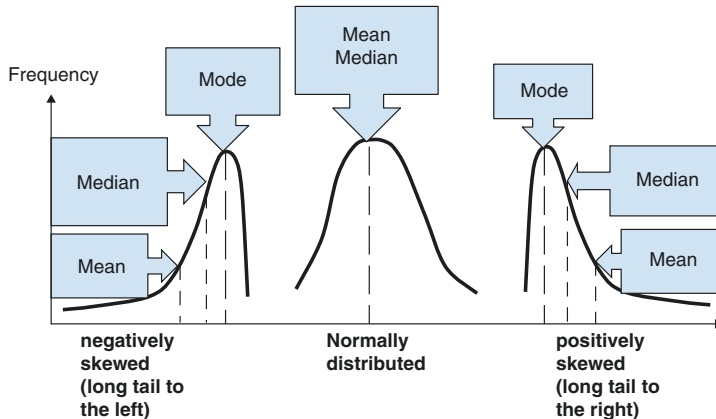 Frequency
Mode
Median
Mean
Mean
Median
Mode
Median
Mean
negatively
skewed
(long tail to
the left)
Normally
distributed
positively
skewed
(long tail to
the right)